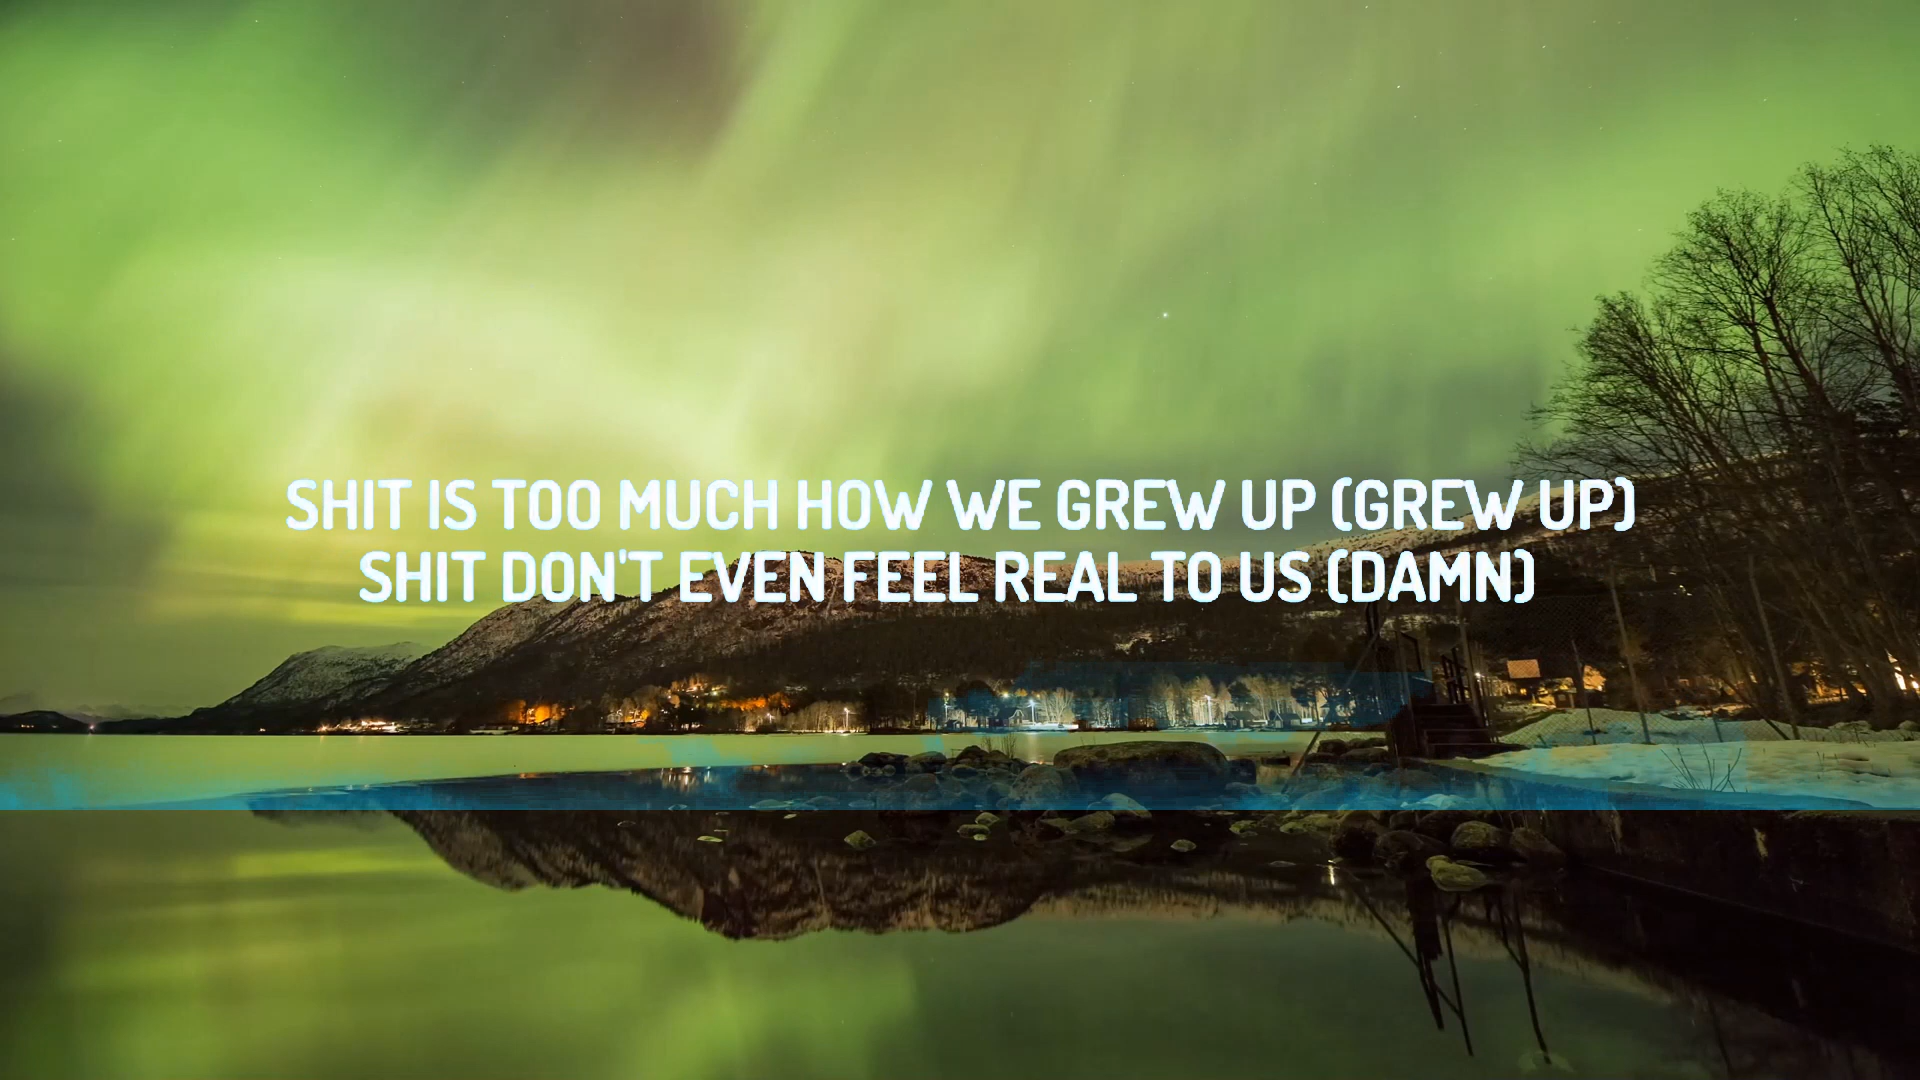 SHIT IS TOO MUCH HOW WE GREW UP (GREW UP)
SHIT DON'T EVEN FEEL REAL TO US (DAMN)